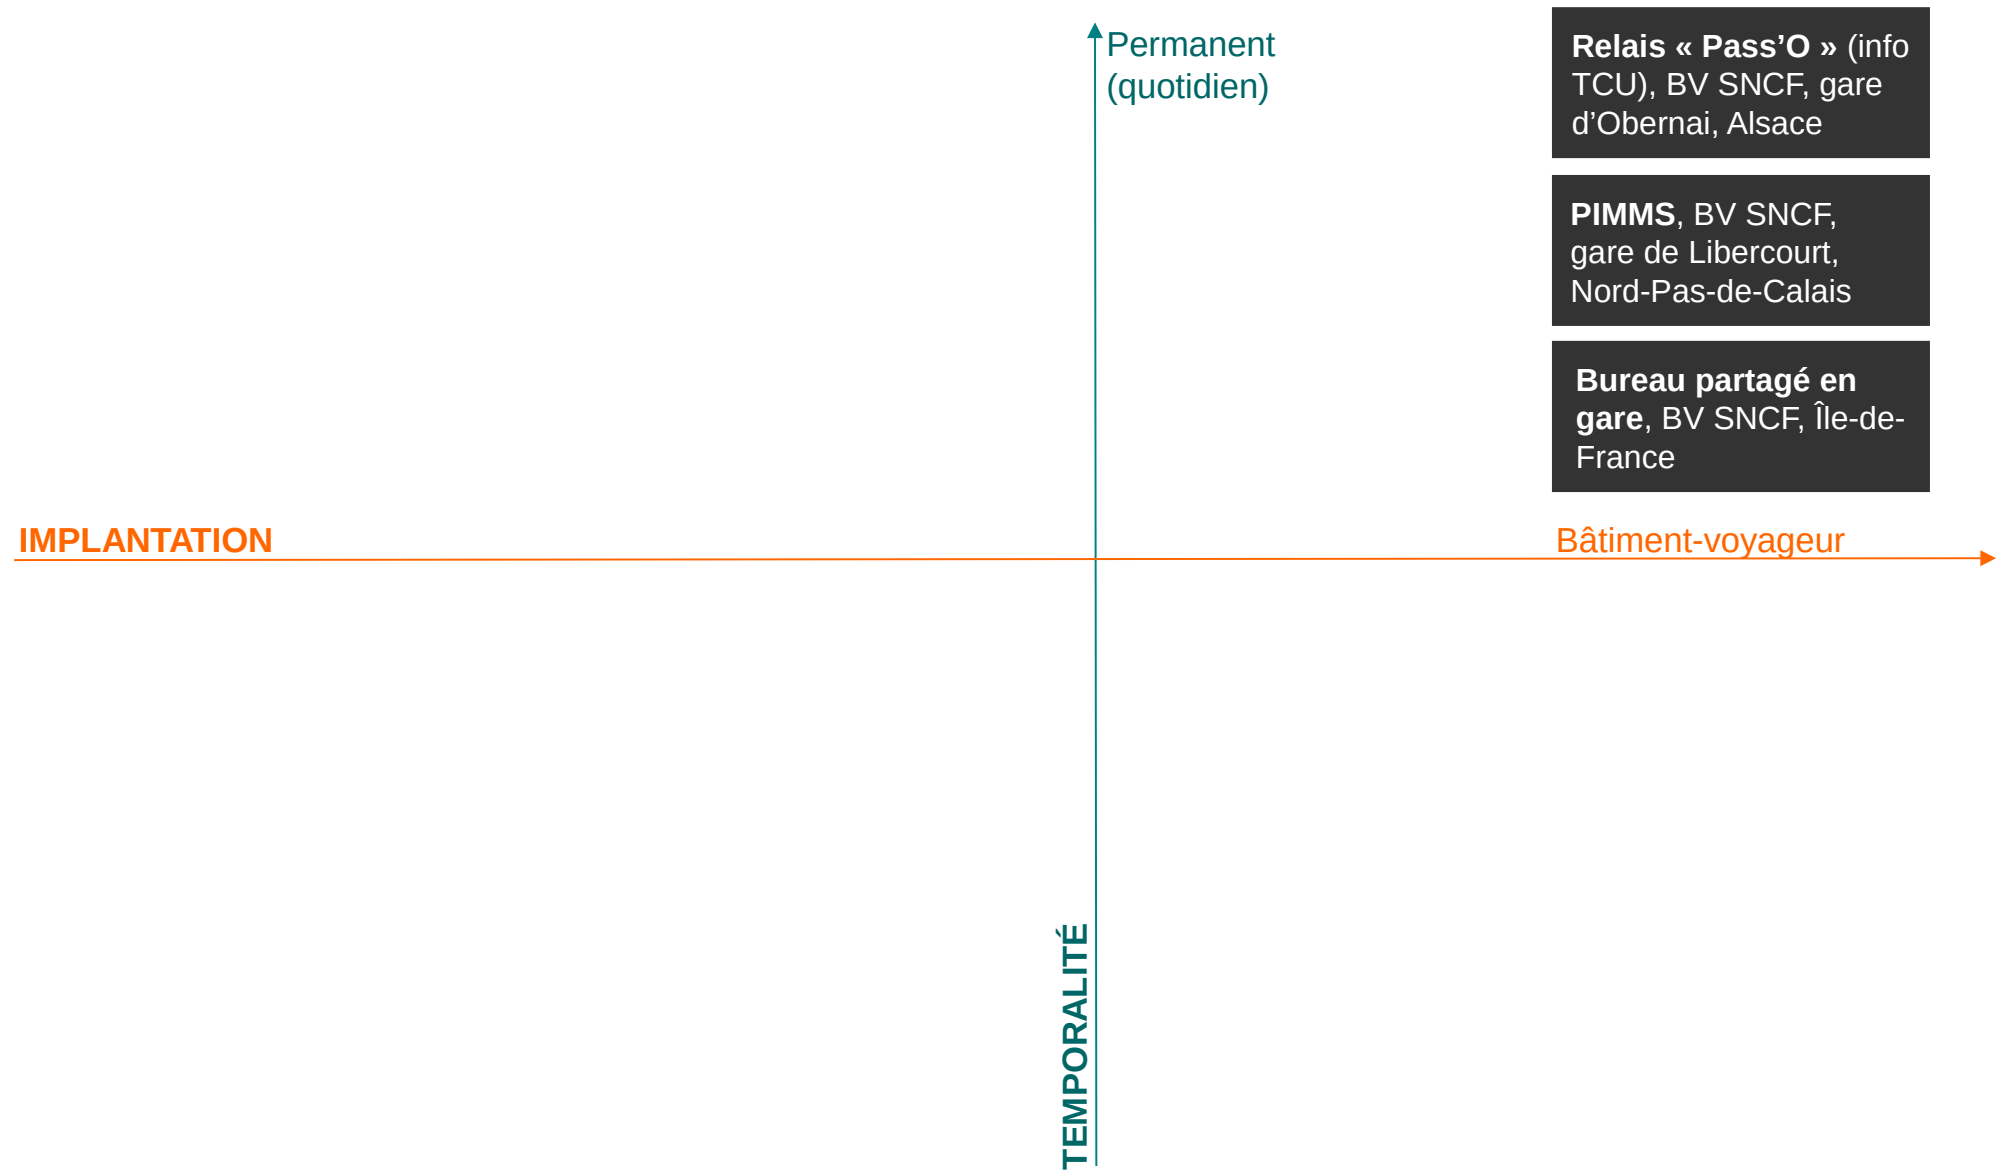 Permanent
(quotidien)
Relais « Pass’O » (info
TCU), BV SNCF, gare
d’Obernai, Alsace
PIMMS, BV SNCF,
gare de Libercourt,
Nord-Pas-de-Calais
Bureau partagé en
gare, BV SNCF, Île-de-
France
IMPLANTATION
Bâtiment-voyageur
TEMPORALITÉ